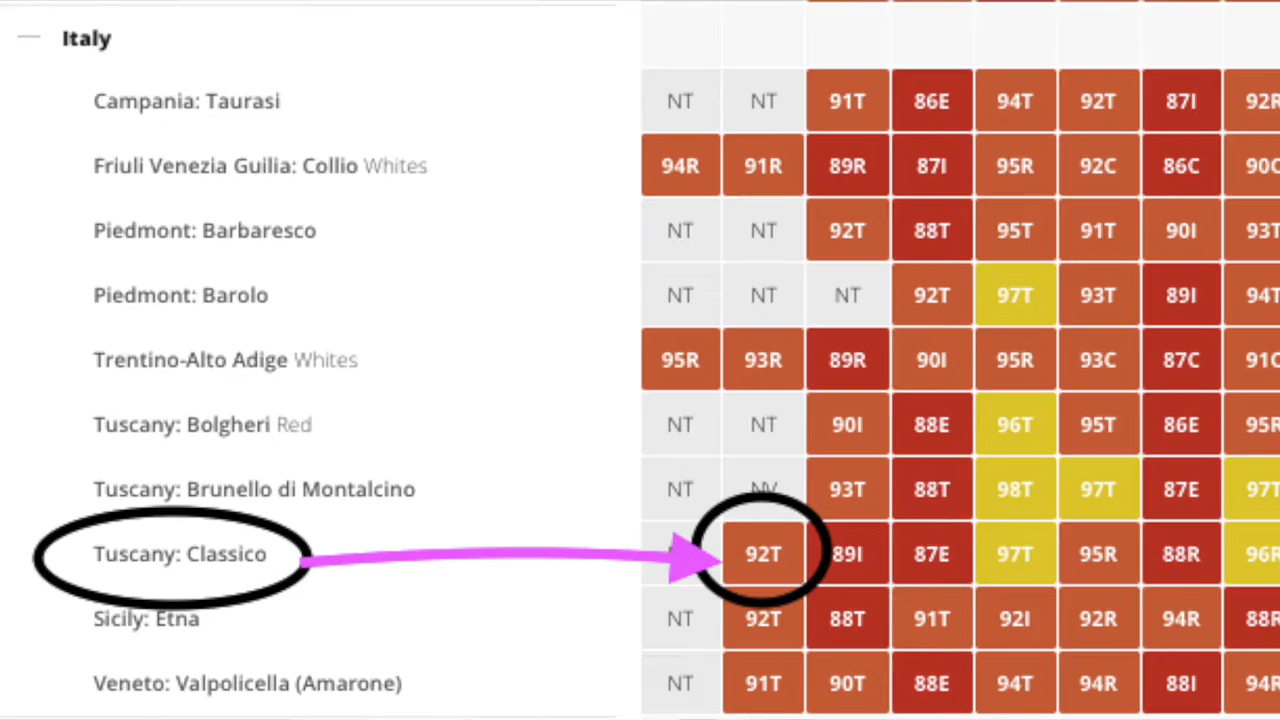 Italy
Campania: Taurasi NT NT 91T 86E 94T 92T 87I 92R
Friuli Venezia Guilia: Collio Whites 94R 91R 89R 87I 95R 92C 86C 90C
Piedmont: Barbaresco NT NT 92T 88T 95T 91T 90I 93T
Piedmont: Barolo NT NT NT 92T 97T 93T 89I 94T
Trentino-Alto Adige Whites 95R 93R 89R 90I 95R 93C 87C 91C
Tuscany: Bolgheri Red NT NT 90I 88E 96T 95T 86E 95R
Tuscany: Brunello di Montalcino NT NV 93T 88T 98T 97T 87E 97T
Tuscany: Classico 92T 89I 87E 97T 95R 88R 96R
Sicily: Etna NT 92T 88T 91T 92I 92R 94R 88R
Veneto: Valpolicella (Amarone) NT 91T 90T 88E 94T 94R 88I 94R